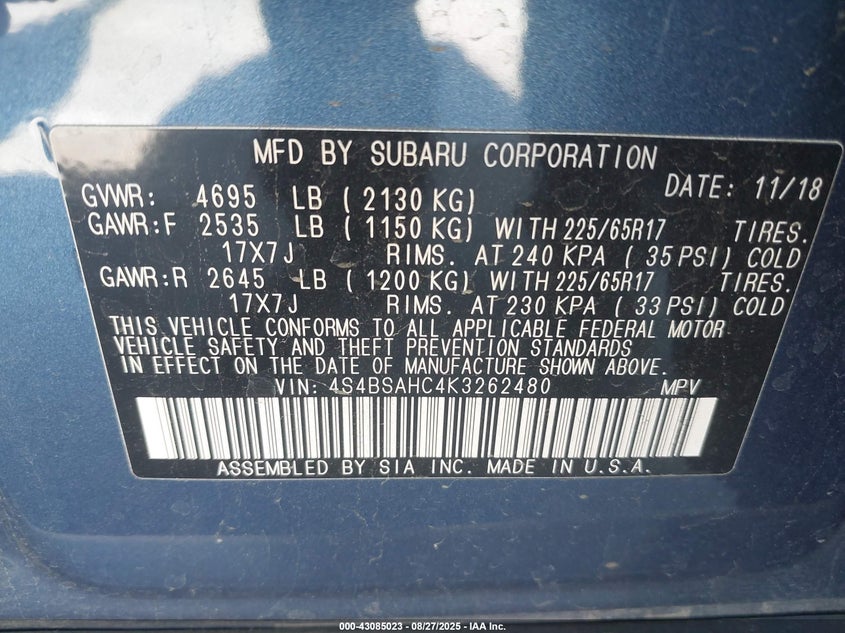 MFD BY SUBARU CORPORATION
DATE: 11/18
GVWR: 4695 LB ( 2130 KG)
GAWR:F 2535 LB ( 1150 KG) WITH 225/65R17 TIRES.
17X7J RIMS. AT 240 KPA ( 35 PSI) COLD
GAWR:R 2645 LB ( 1200 KG) WITH 225/65R17 TIRES.
17X7J RIMS. AT 230 KPA ( 33 PSI) COLD
THIS VEHICLE CONFORMS TO ALL APPLICABLE FEDERAL MOTOR
VEHICLE SAFETY AND THEFT PREVENTION STANDARDS
IN EFFECT ON THE DATE OF MANUFACTURE SHOWN ABOVE.
VIN: 4S4BSAHC4K3262480 MPV
ASSEMBLED BY SIA INC. MADE IN U.S.A.
000-43085023 - 08/27/2025 - IAA Inc.